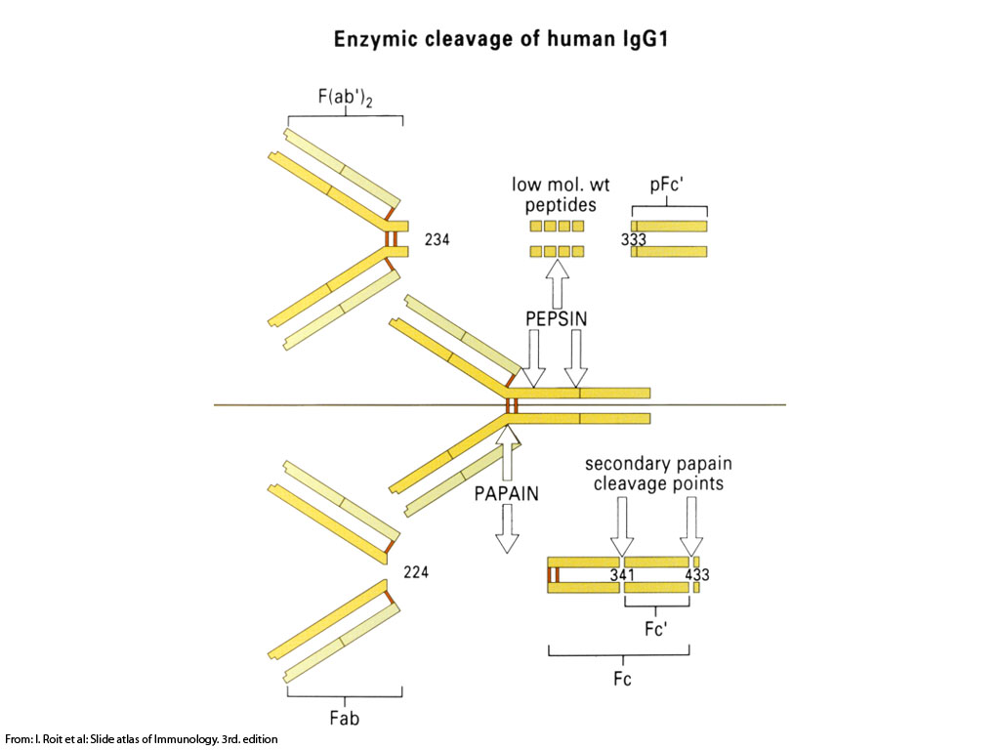 Enzymic cleavage of human IgG1
F(ab')2
low mol. wt
peptides
pFc'
234
333
PEPSIN
secondary papain
cleavage points
PAPAIN
224
341
433
Fc'
Fc
Fab
From: I. Roit et al: Slide atlas of Immunology. 3rd. edition